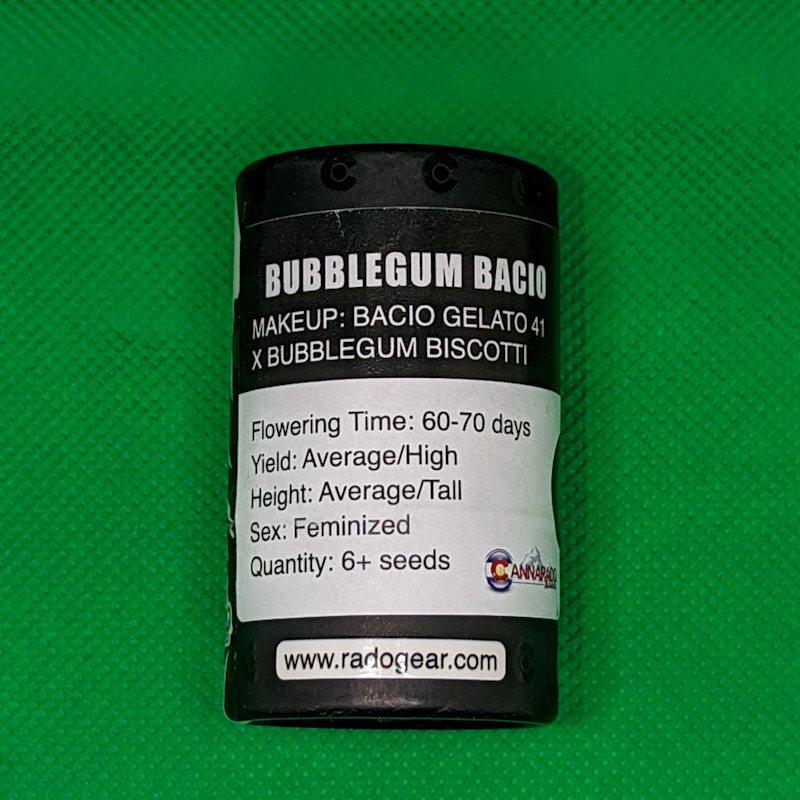 BUBBLEGUM BACIO
MAKEUP: BACIO GELATO 41
X BUBBLEGUM BISCOTTI
Flowering Time: 60-70 days
Yield: Average/High
Height: Average/Tall
Sex: Feminized
Quantity: 6+ seeds
CANNARADO
www.radogear.com